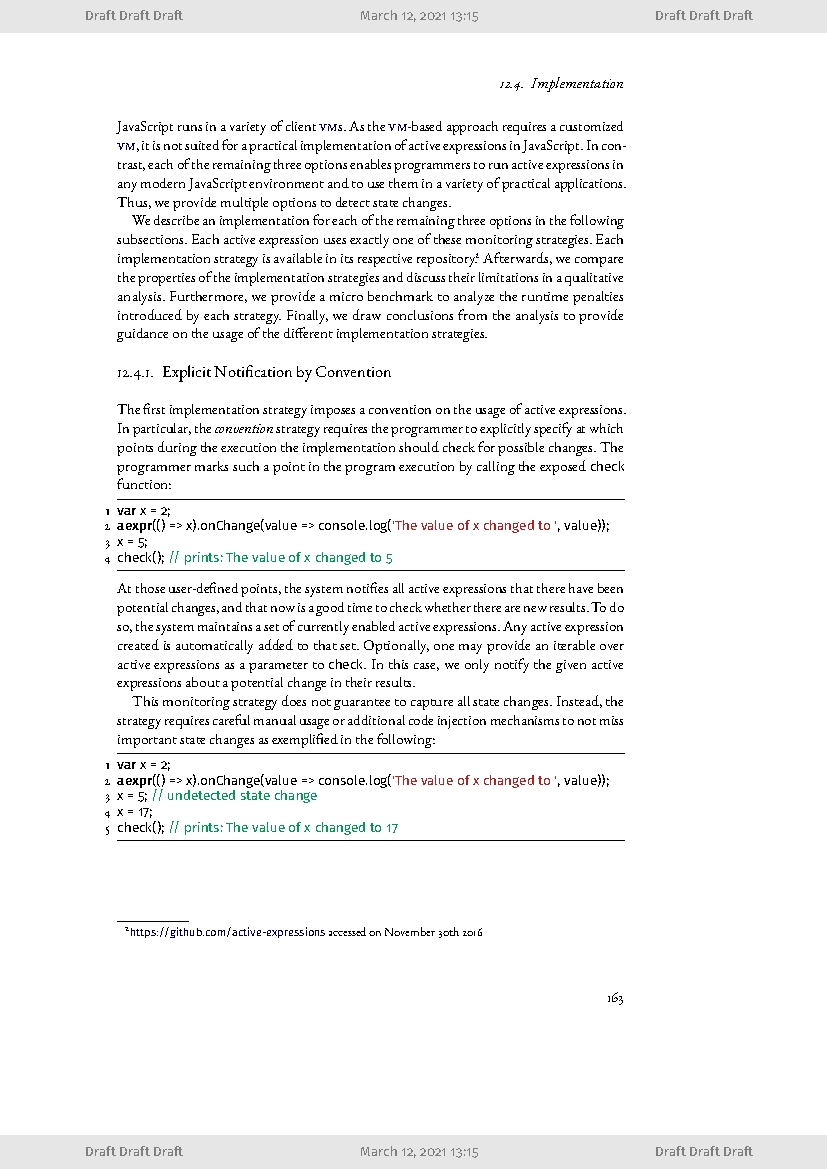 Draft Draft Draft March 12, 2021 13:15 Draft Draft Draft
12.4. Implementation
JavaScript runs in a variety of client VMs. As the VM-based approach requires a customized
VM, it is not suited for a practical implementation of active expressions in JavaScript. In con-
trast, each of the remaining three options enables programmers to run active expressions in
any modern JavaScript environment and to use them in a variety of practical applications.
Thus, we provide multiple options to detect state changes.
We describe an implementation for each of the remaining three options in the following
subsections. Each active expression uses exactly one of these monitoring strategies. Each
implementation strategy is available in its respective repository.² Afterwards, we compare
the properties of the implementation strategies and discuss their limitations in a qualitative
analysis. Furthermore, we provide a micro benchmark to analyze the runtime penalties
introduced by each strategy. Finally, we draw conclusions from the analysis to provide
guidance on the usage of the different implementation strategies.
12.4.1. Explicit Notification by Convention
The first implementation strategy imposes a convention on the usage of active expressions.
In particular, the convention strategy requires the programmer to explicitly specify at which
points during the execution the implementation should check for possible changes. The
programmer marks such a point in the program execution by calling the exposed check
function:
1 var x = 2;
2 aexpr(() => x).onChange(value => console.log('The value of x changed to ', value));
3 x = 5;
4 check(); // prints: The value of x changed to 5
At those user-defined points, the system notifies all active expressions that there have been
potential changes, and that now is a good time to check whether there are new results. To do
so, the system maintains a set of currently enabled active expressions. Any active expression
created is automatically added to that set. Optionally, one may provide an iterable over
active expressions as a parameter to check. In this case, we only notify the given active
expressions about a potential change in their results.
This monitoring strategy does not guarantee to capture all state changes. Instead, the
strategy requires careful manual usage or additional code injection mechanisms to not miss
important state changes as exemplified in the following:
1 var x = 2;
2 aexpr(() => x).onChange(value => console.log('The value of x changed to ', value));
3 x = 5; // undetected state change
4 x = 17;
5 check(); // prints: The value of x changed to 17
²https://github.com/active-expressions accessed on November 30th 2016
163
Draft Draft Draft March 12, 2021 13:15 Draft Draft Draft